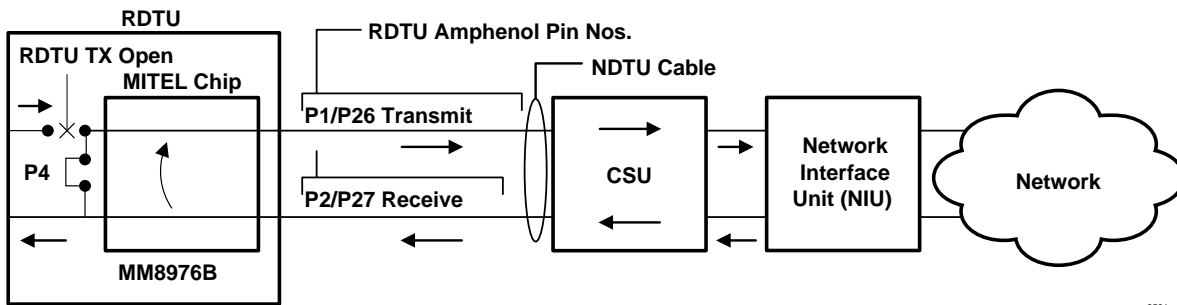 RDTU
RDTU TX Open
MITEL Chip
RDTU Amphenol Pin Nos.
NDTU Cable
P1/P26 Transmit
P4
P2/P27 Receive
MM8976B
CSU
Network
Interface
Unit (NIU)
Network